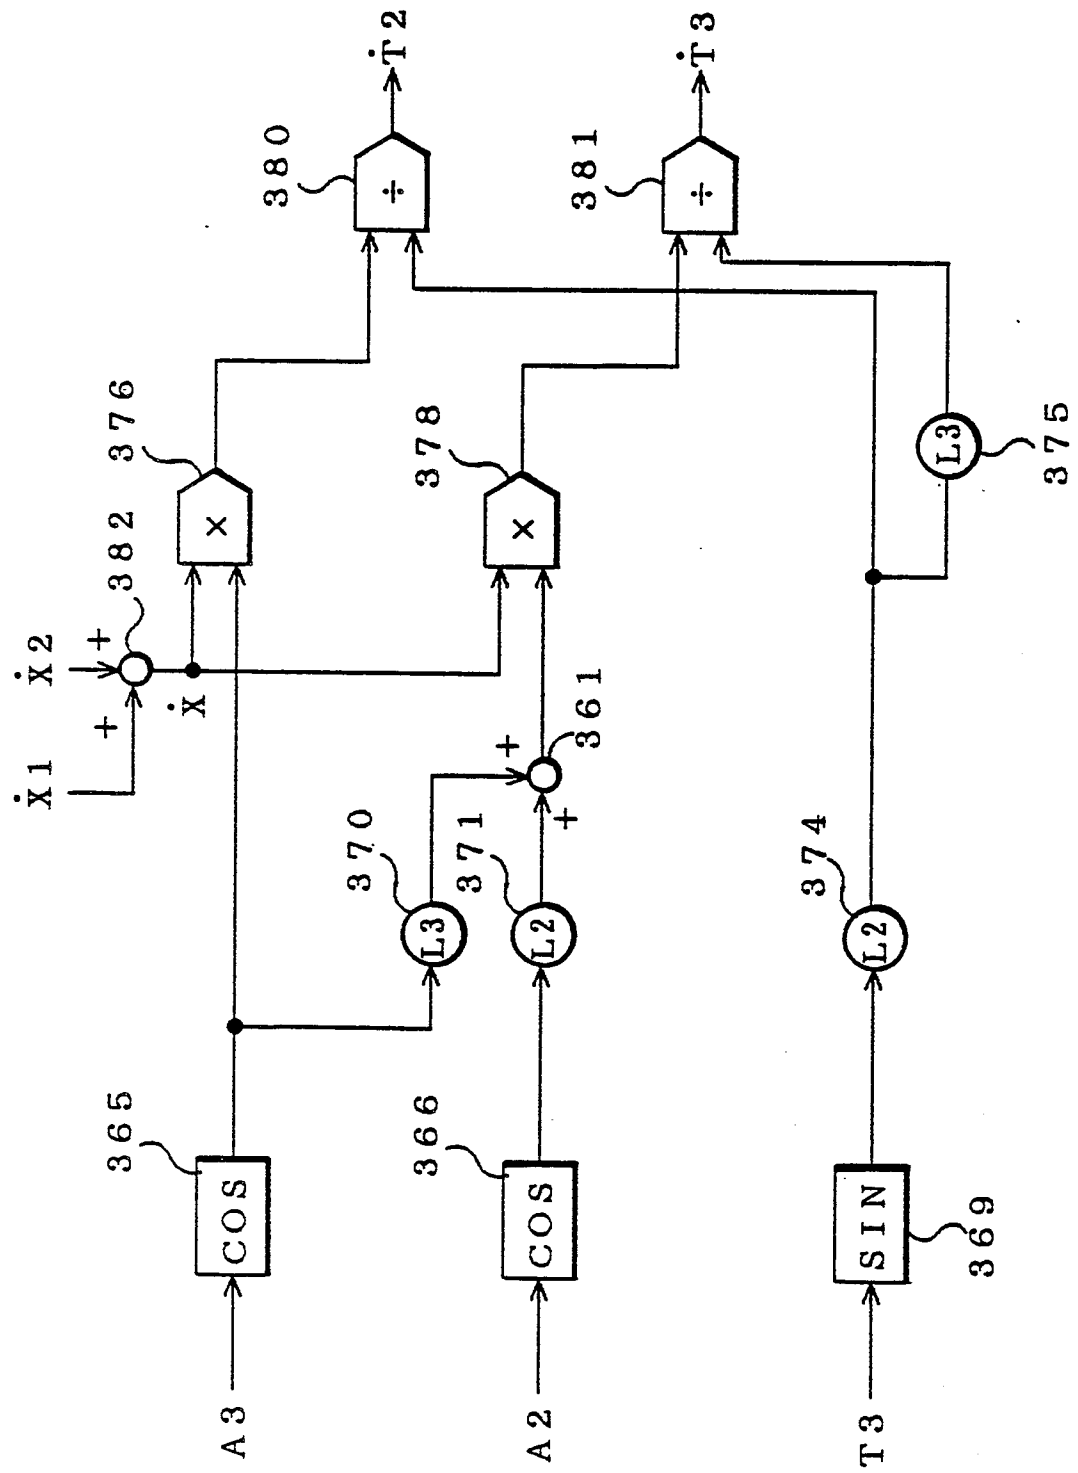 Ẋ1
Ẋ2
+
+
382
Ẋ
A3
COS
365
×
376
÷
380
Ṫ2
L3
370
A2
COS
366
L2
371
+
+
361
×
378
÷
381
Ṫ3
T3
SIN
369
L2
374
L3
375